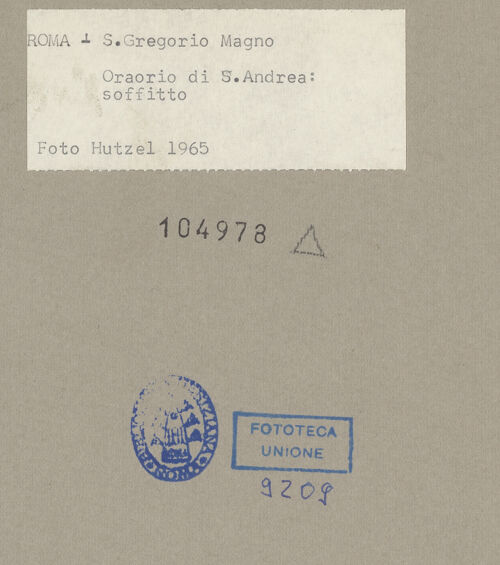 ROMA - S.Gregorio Magno
Oraorio di S.Andrea:
soffitto
Foto Hutzel 1965
104978
FOTOTECA
UNIONE
9209